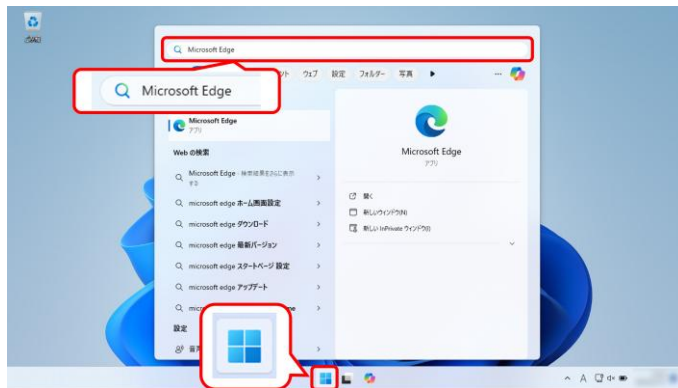 ごみ箱
Microsoft Edge
ウェブ 設定 フォルダー 写真
Microsoft Edge
Microsoft Edge
アプリ
Microsoft Edge
アプリ
Web の検索
Microsoft Edge - 検索結果をさらに表示
する
microsoft edge ホーム画面設定
microsoft edge ダウンロード
microsoft edge 最新バージョン
microsoft edge スタートページ 設定
microsoft edge アップデート
開く
新しいウィンドウ(N)
新しい InPrivate ウィンドウ(I)
設定
A